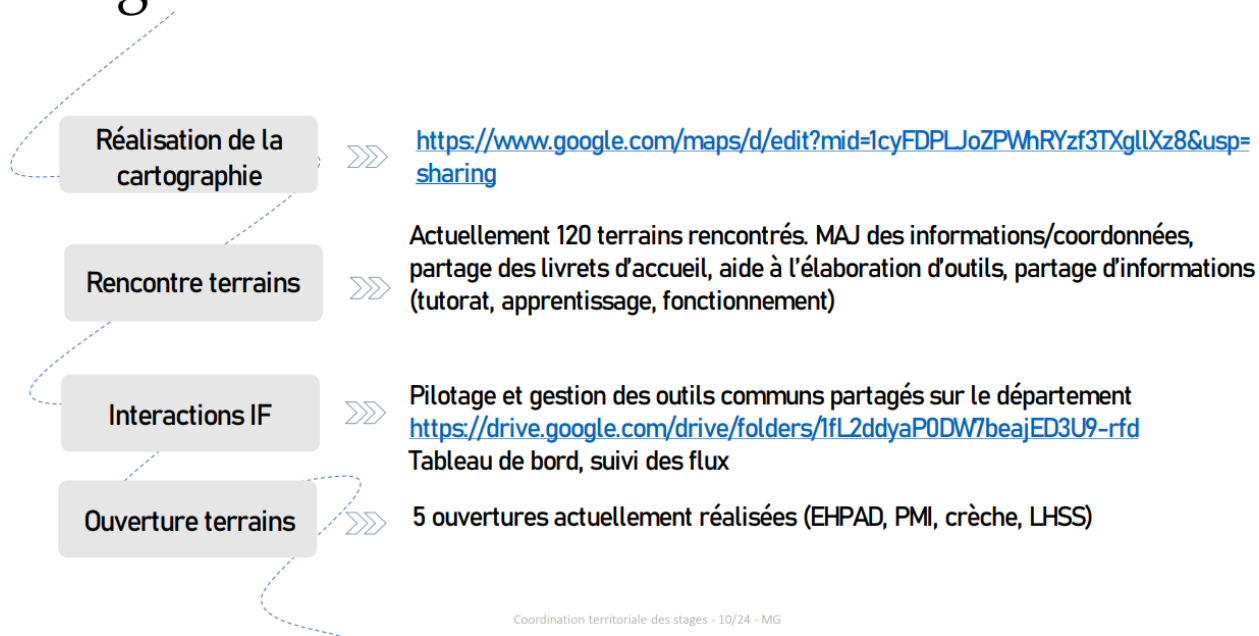 Réalisation de la
cartographie
https://www.google.com/maps/d/edit?mid=1cyFDPLJoZPWhRYzf3TXgllXz8&usp=
sharing
Rencontre terrains
Actuellement 120 terrains rencontrés. MAJ des informations/coordonnées,
partage des livrets d'accueil, aide à l'élaboration d'outils, partage d'informations
(tutorat, apprentissage, fonctionnement)
Interactions IF
Pilotage et gestion des outils communs partagés sur le département
https://drive.google.com/drive/folders/1fL2ddyaP0DW7beajED3U9-rfd
Tableau de bord, suivi des flux
Ouverture terrains
5 ouvertures actuellement réalisées (EHPAD, PMI, crèche, LHSS)
Coordination territoriale des stages - 10/24 - MG